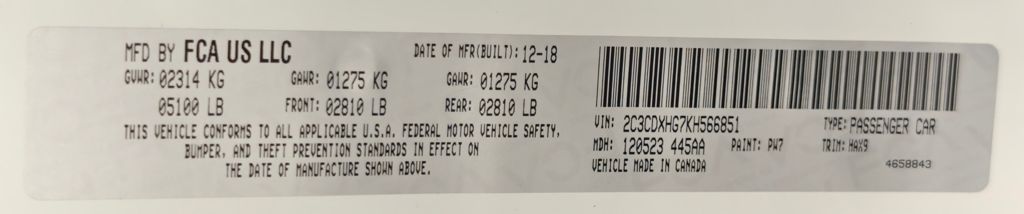 MFD BY FCA US LLC DATE OF MFR(BUILT): 12-18
GVWR: 02314 KG GAWR: 01275 KG GAWR: 01275 KG
05100 LB FRONT: 02810 LB REAR: 02810 LB
THIS VEHICLE CONFORMS TO ALL APPLICABLE U.S.A. FEDERAL MOTOR VEHICLE SAFETY,
BUMPER, AND THEFT PREVENTION STANDARDS IN EFFECT ON
THE DATE OF MANUFACTURE SHOWN ABOVE.
VIN: 2C3CDXHG7KH566851 TYPE: PASSENGER CAR
MDH: 120523 445AA PAINT: PW7 TRIM: HAX9
VEHICLE MADE IN CANADA 4658843